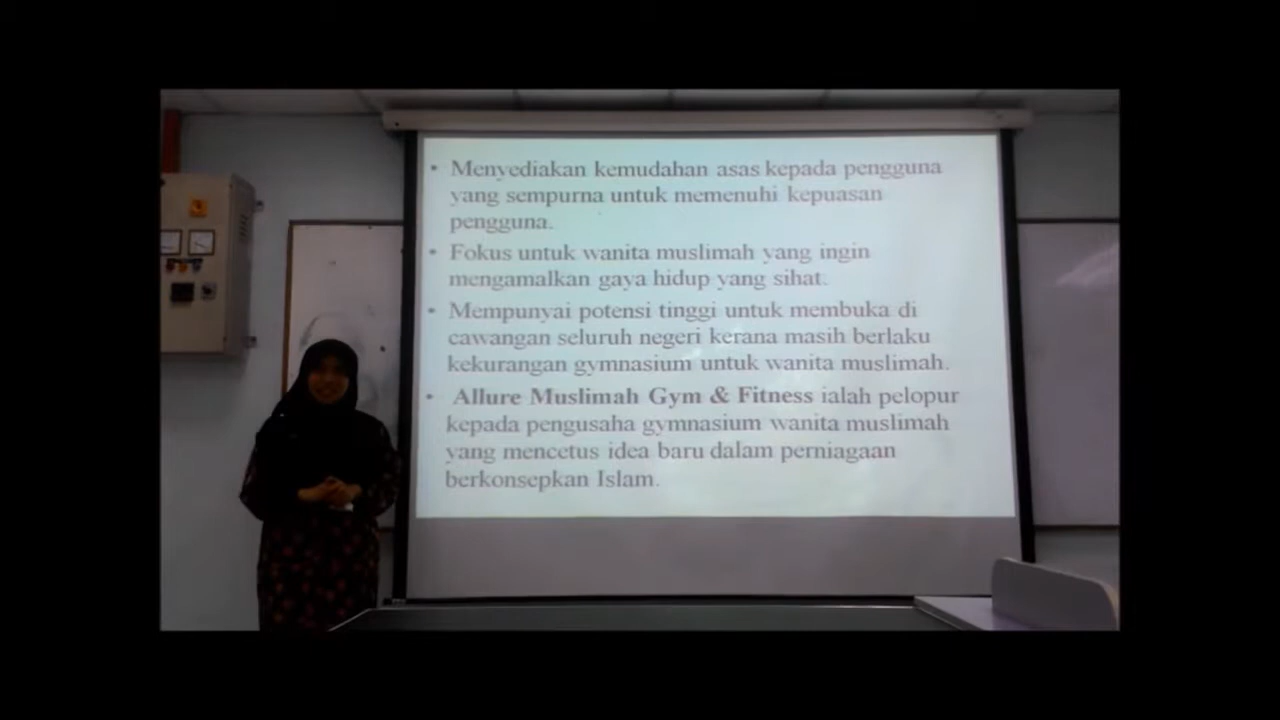 • Menyediakan kemudahan asas kepada pengguna
yang sempurna untuk memenuhi kepuasan
pengguna.
• Fokus untuk wanita muslimah yang ingin
mengamalkan gaya hidup yang sihat.
• Mempunyai potensi tinggi untuk membuka di
cawangan seluruh negeri kerana masih berlaku
kekurangan gymnasium untuk wanita muslimah.
• Allure Muslimah Gym & Fitness ialah pelopur
kepada pengusaha gymnasium wanita muslimah
yang mencetus idea baru dalam perniagaan
berkonsepkan Islam.